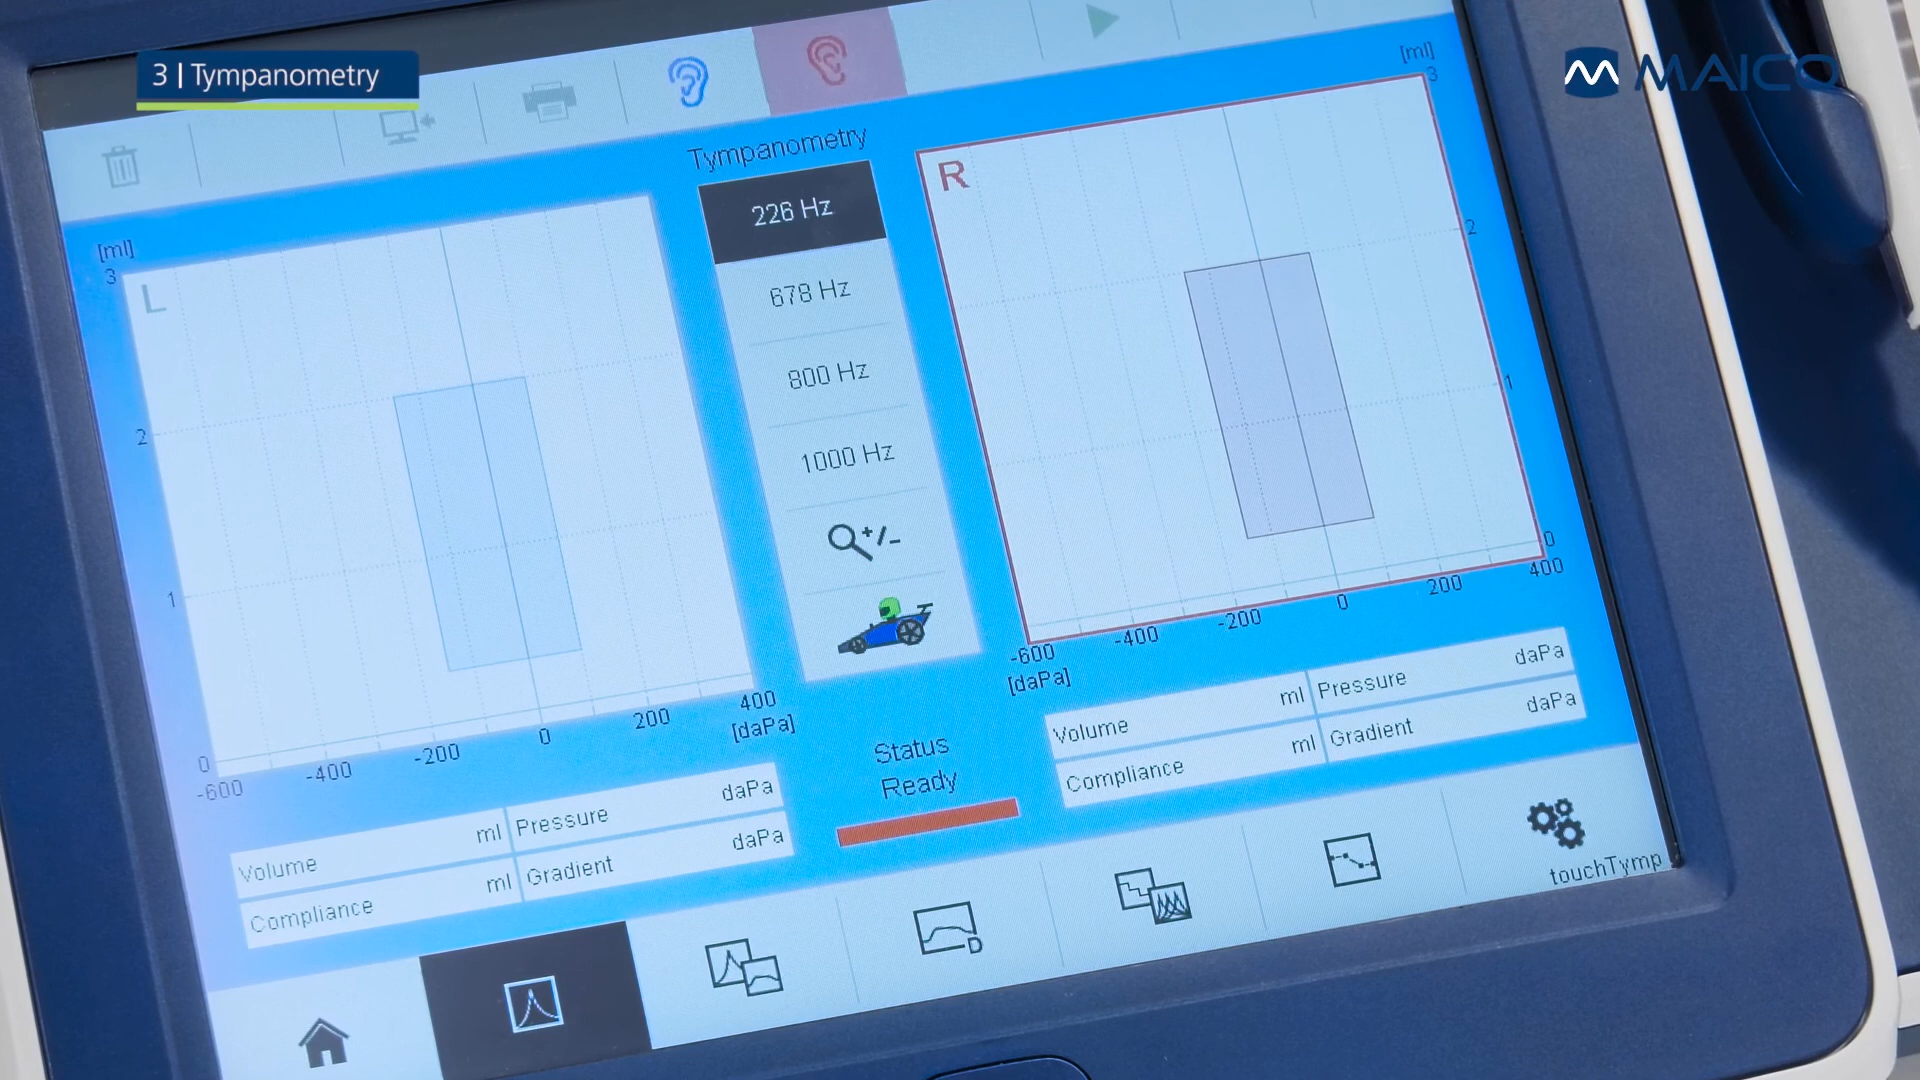 3 | Tympanometry
MAICO
Tympanometry
226 Hz
678 Hz
800 Hz
1000 Hz
+/-
[ml]
3
L
2
1
0
-600
-400
-200
0
200
400
[daPa]
Volume ml
Pressure daPa
Compliance ml
Gradient daPa
Status
Ready
[ml]
3
R
2
1
0
-600
-400
-200
0
200
400
[daPa]
Volume ml
Pressure daPa
Compliance ml
Gradient daPa
D
touchTymp